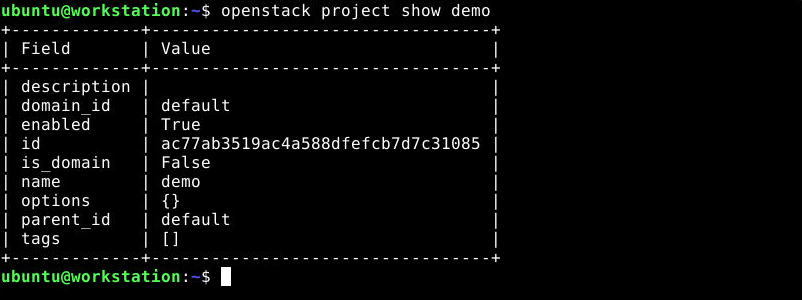 ubuntu@workstation:~$ openstack project show demo
+-------------+----------------------------------+
| Field       | Value                            |
+-------------+----------------------------------+
| description |                                  |
| domain_id   | default                          |
| enabled     | True                             |
| id          | ac77ab3519ac4a588dfefcb7d7c31085 |
| is_domain   | False                            |
| name        | demo                             |
| options     | {}                               |
| parent_id   | default                          |
| tags        | []                               |
+-------------+----------------------------------+
ubuntu@workstation:~$